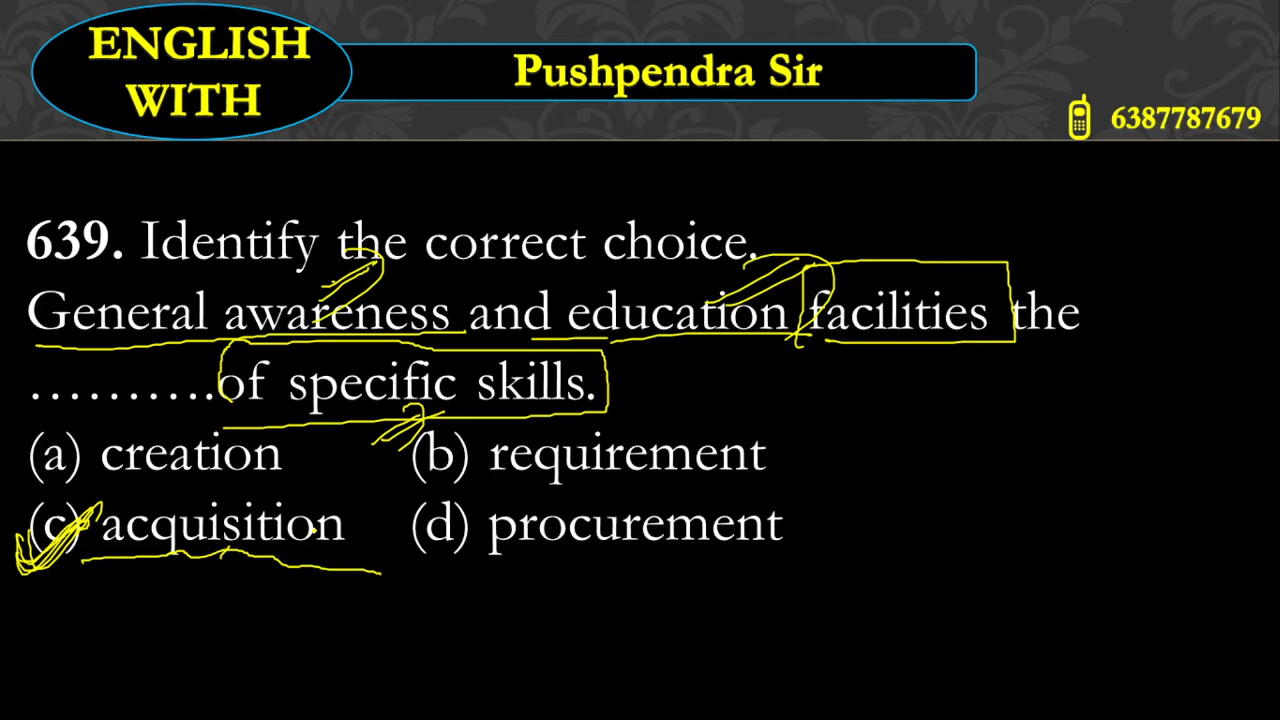 ENGLISH
WITH
Pushpendra Sir
6387787679
639. Identify the correct choice.
General awareness and education facilities the
……….of specific skills.
(a) creation (b) requirement
(c) acquisition (d) procurement